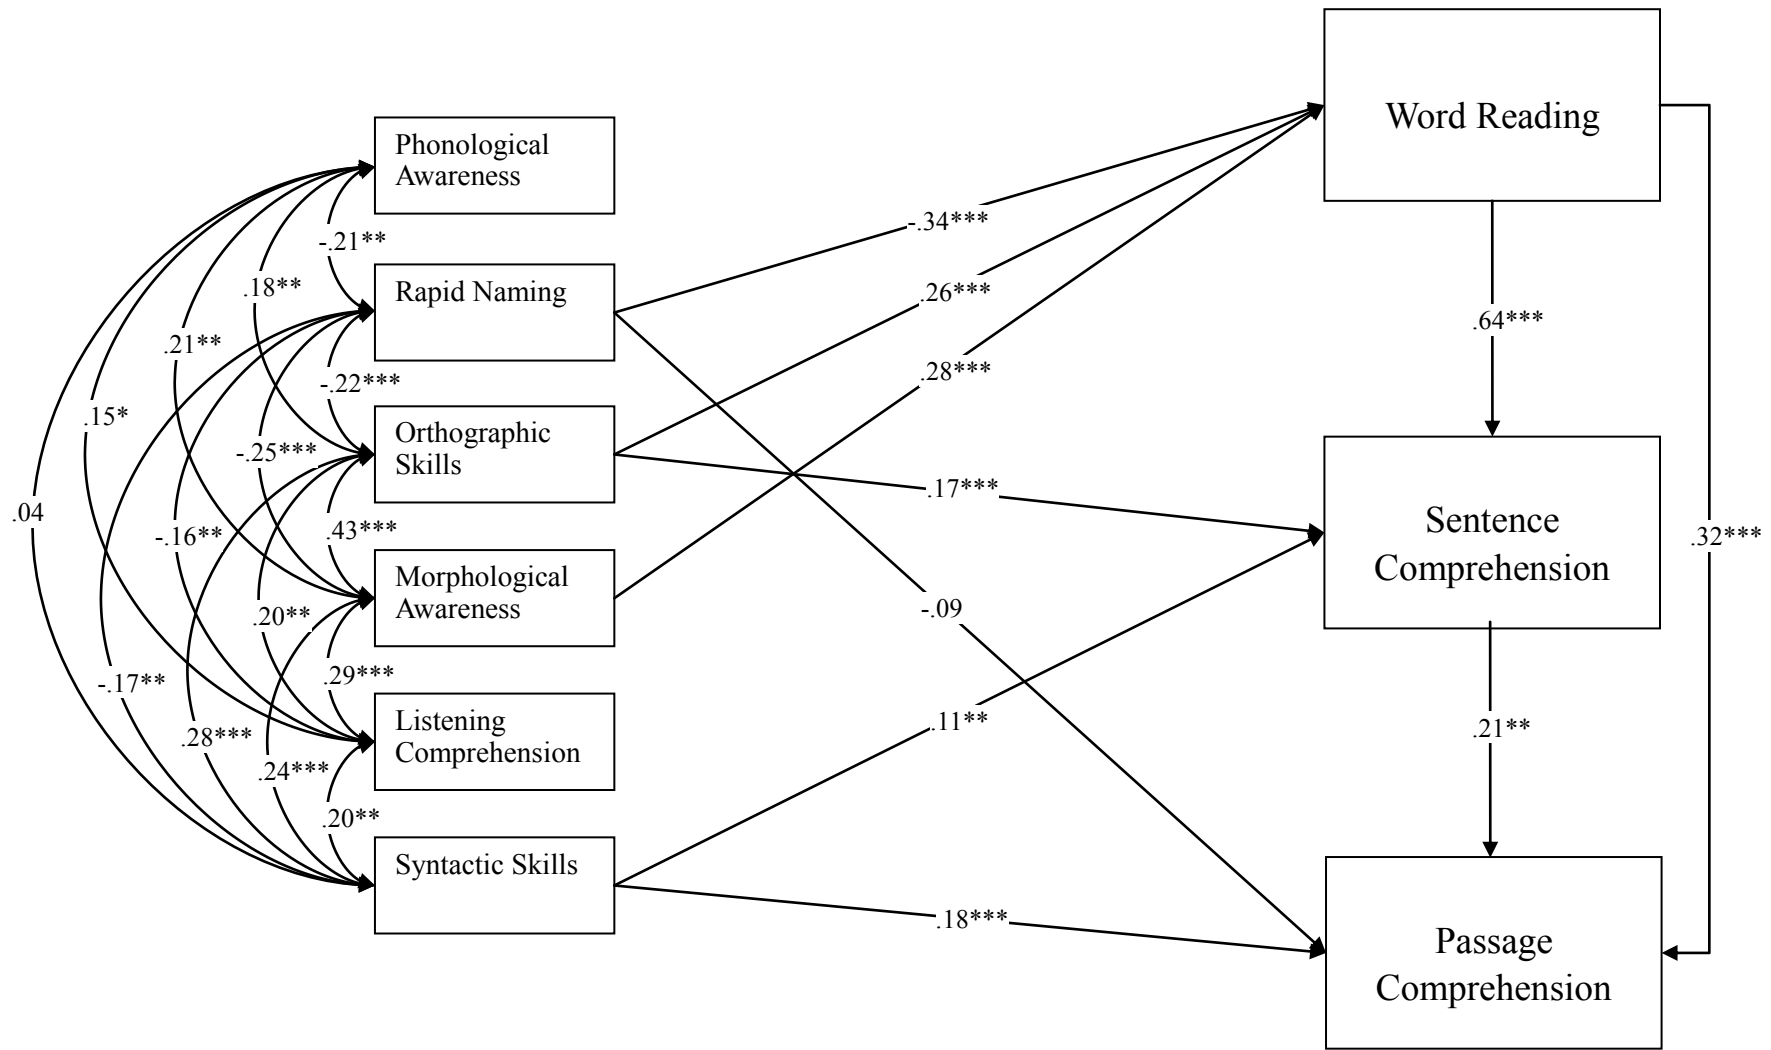 Phonological
Awareness
Rapid Naming
Orthographic
Skills
Morphological
Awareness
Listening
Comprehension
Syntactic Skills
-.21**
.18**
.21**
-.22***
.15*
-.25***
.04
-.16**
.43***
.20**
-.17**
.29***
.28***
.24***
.20**
-.34***
.26***
.28***
.17***
-.09
.11**
.18***
Word Reading
.64***
Sentence
Comprehension
.32***
.21**
Passage
Comprehension